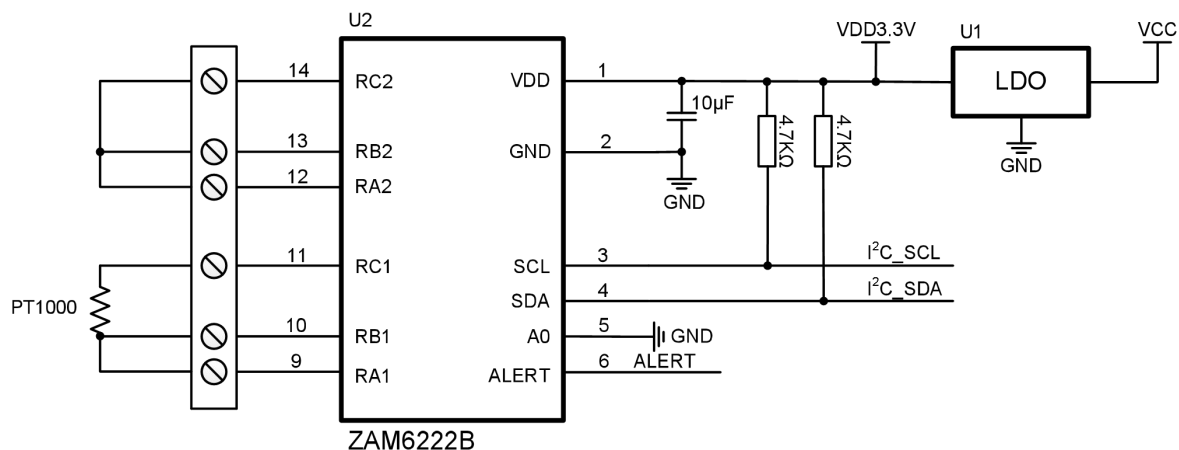 U2
VDD3.3V
U1
VCC
14
RC2
VDD
1
LDO
10µF
4.7KΩ
4.7KΩ
13
RB2
GND
2
12
RA2
GND
GND
11
RC1
SCL
3
I²C_SCL
PT1000
SDA
4
I²C_SDA
10
RB1
A0
5
GND
9
RA1
ALERT
6
ALERT
ZAM6222B